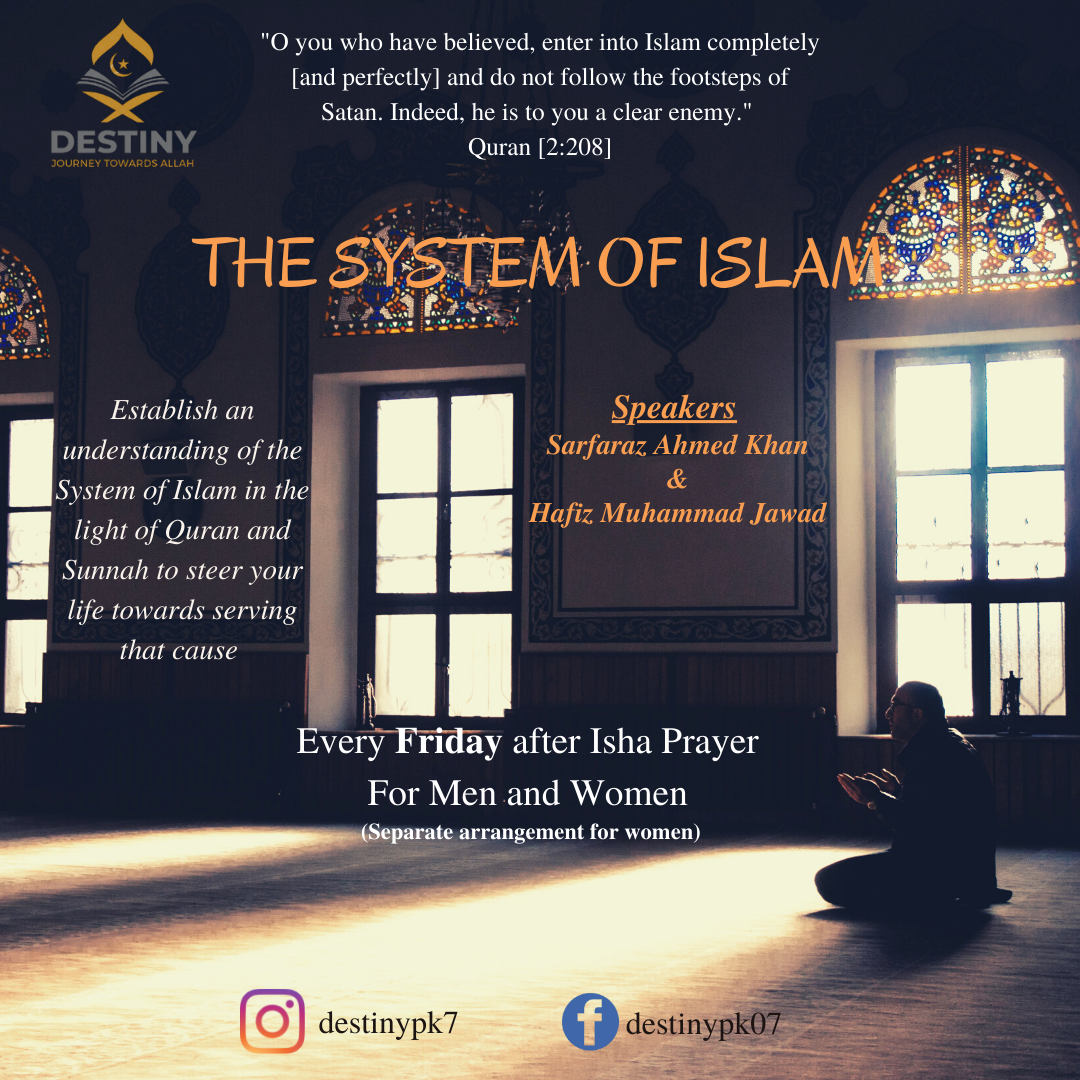 DESTINY
JOURNEY TOWARDS ALLAH
"O you who have believed, enter into Islam completely
[and perfectly] and do not follow the footsteps of
Satan. Indeed, he is to you a clear enemy."
Quran [2:208]
THE SYSTEM OF ISLAM
Establish an
understanding of the
System of Islam in the
light of Quran and
Sunnah to steer your
life towards serving
that cause
Speakers
Sarfaraz Ahmed Khan
&
Hafiz Muhammad Jawad
Every Friday after Isha Prayer
For Men and Women
(Separate arrangement for women)
destinypk7
destinypk07